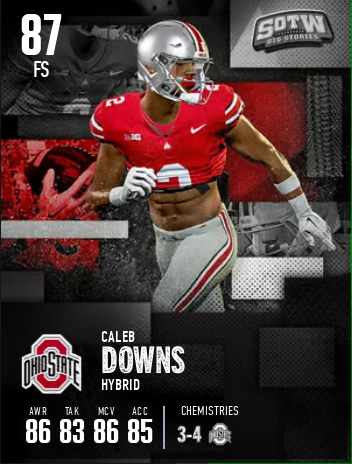 87
FS
SOTW
BIG STORIES
2
B1G
2
OHIO STATE
CALEB
DOWNS
HYBRID
AWR TAK MCV ACC
86 83 86 85
CHEMISTRIES
3-4